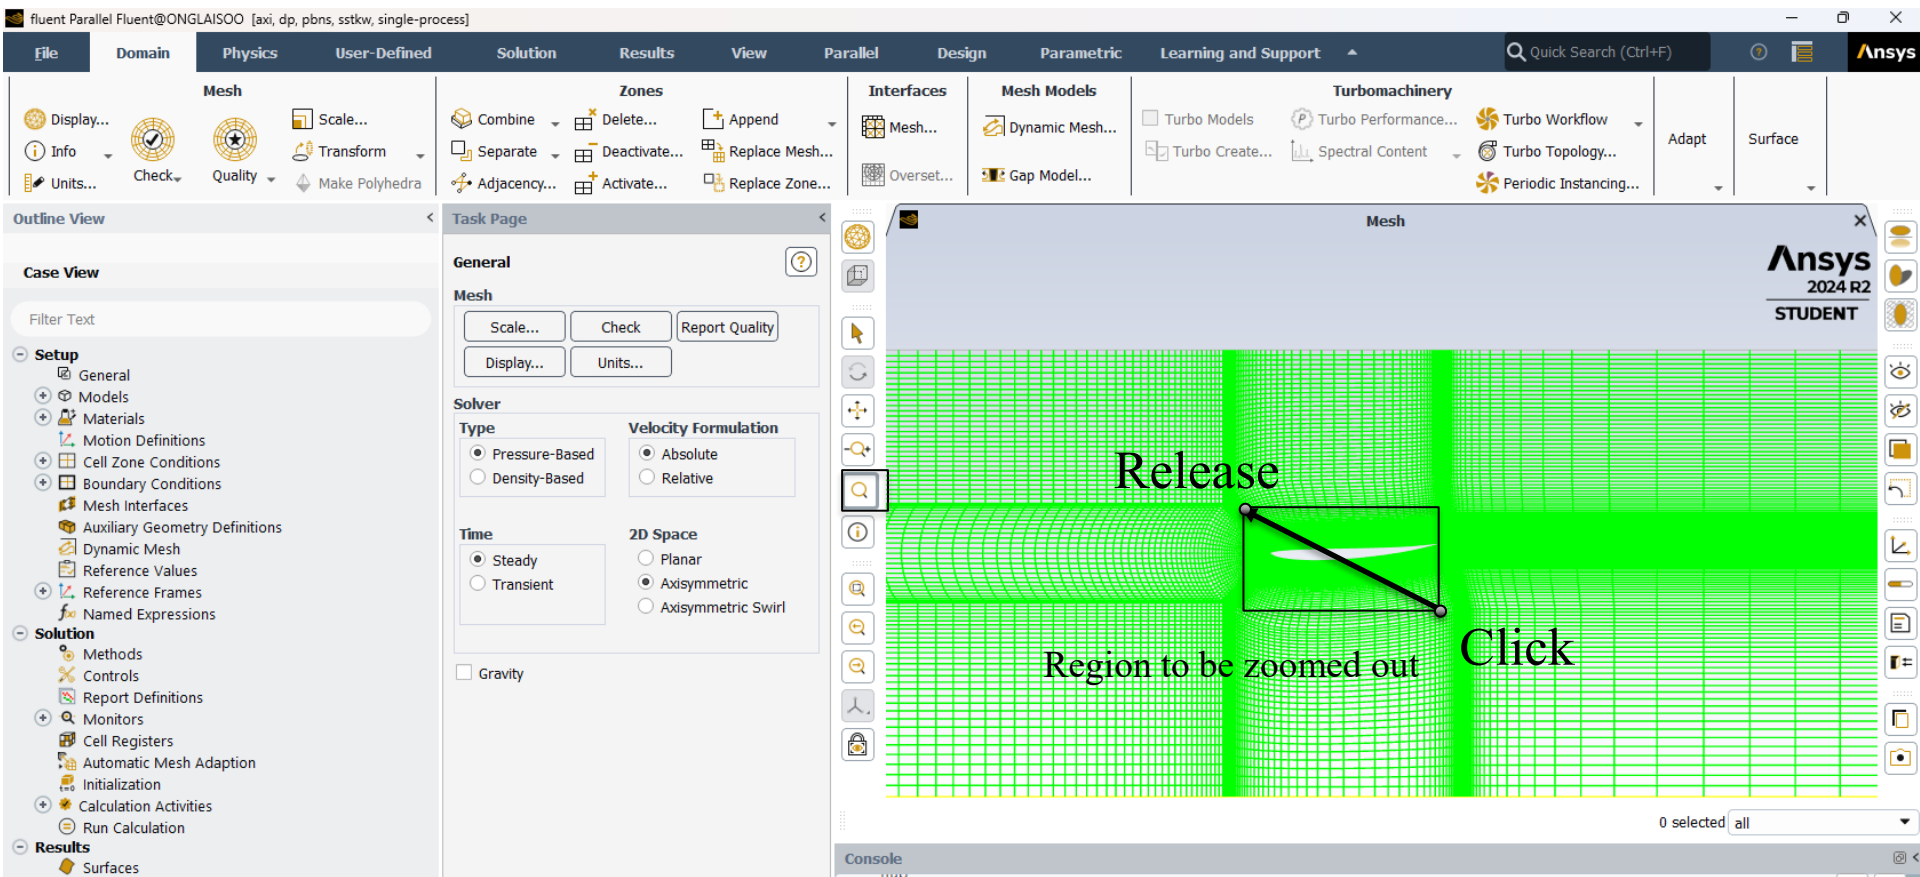 fluent Parallel Fluent@ONGLAISOO [axi, dp, pbns, sstkw, single-process]
File Domain Physics User-Defined Solution Results View Parallel Design Parametric Learning and Support Quick Search (Ctrl+F) Ansys
Mesh
Display...
Info
Units...
Check
Quality
Scale...
Transform
Make Polyhedra
Zones
Combine
Separate
Adjacency...
Delete...
Deactivate...
Activate...
Append
Replace Mesh...
Replace Zone...
Interfaces
Mesh...
Overset...
Mesh Models
Dynamic Mesh...
Gap Model...
Turbomachinery
Turbo Models
Turbo Create...
Turbo Performance...
Spectral Content
Turbo Workflow
Turbo Topology...
Periodic Instancing...
Adapt
Surface
Outline View
Case View
Filter Text
Setup
General
Models
Materials
Motion Definitions
Cell Zone Conditions
Boundary Conditions
Mesh Interfaces
Auxiliary Geometry Definitions
Dynamic Mesh
Reference Values
Reference Frames
Named Expressions
Solution
Methods
Controls
Report Definitions
Monitors
Cell Registers
Automatic Mesh Adaption
Initialization
Calculation Activities
Run Calculation
Results
Surfaces
Task Page
General
Mesh
Scale... Check Report Quality
Display... Units...
Solver
Type
Pressure-Based
Density-Based
Velocity Formulation
Absolute
Relative
Time
Steady
Transient
2D Space
Planar
Axisymmetric
Axisymmetric Swirl
Gravity
Mesh
Ansys
2024 R2
STUDENT
Release
Click
Region to be zoomed out
0 selected all
Console